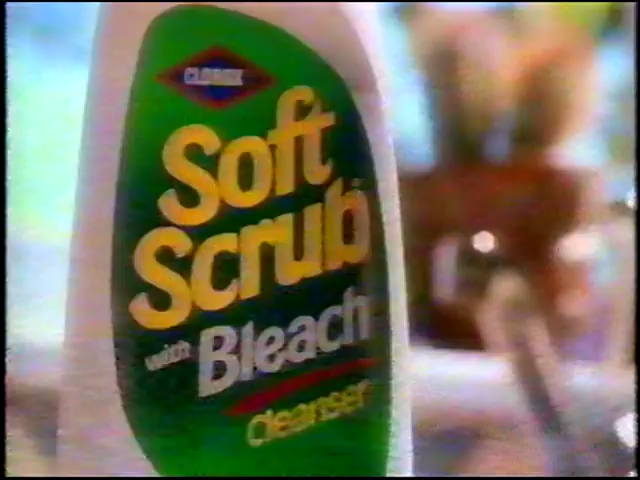 CLOROX
Soft
Scrub
with Bleach
Cleanser